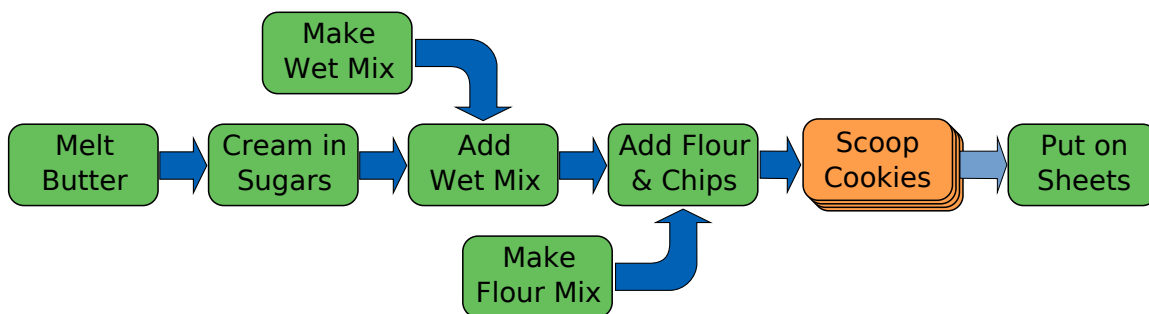 Make
Wet Mix
Melt
Butter
Cream in
Sugars
Add
Wet Mix
Add Flour
& Chips
Scoop
Cookies
Put on
Sheets
Make
Flour Mix